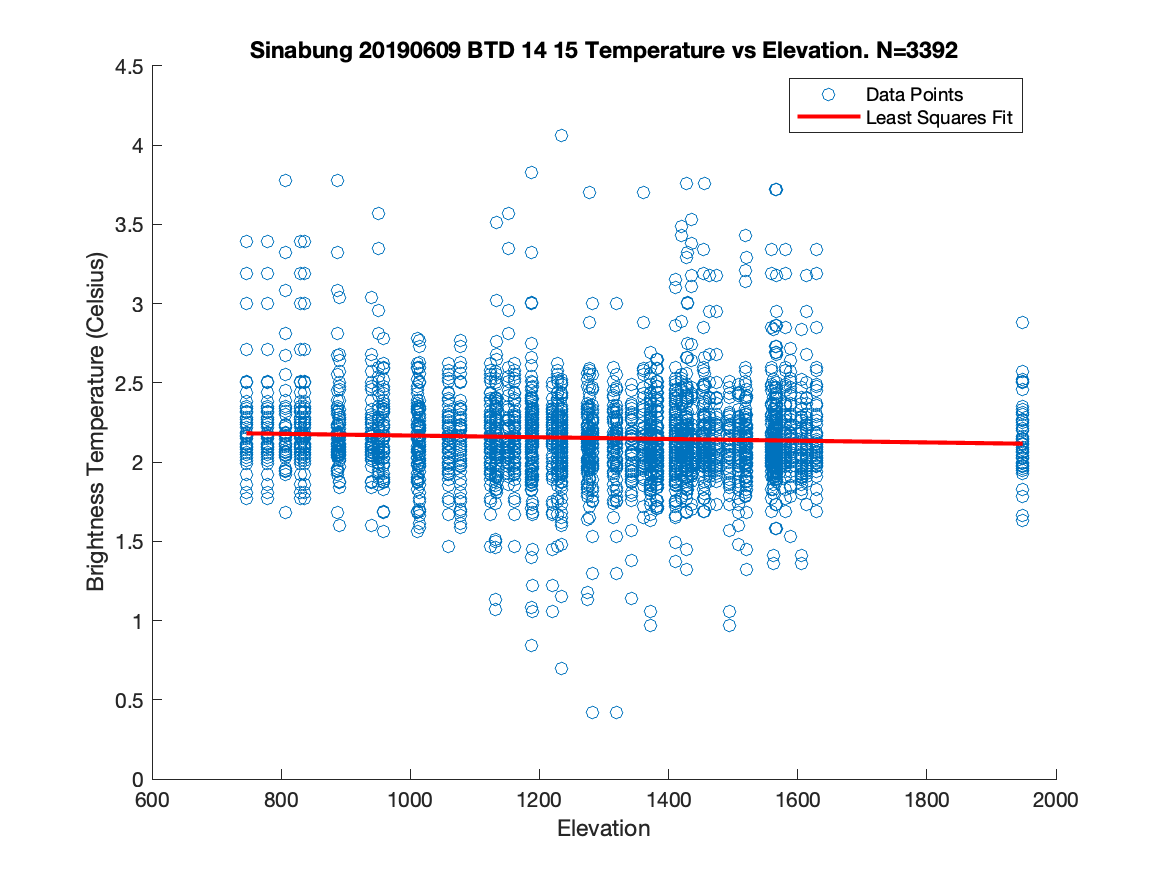 Sinabung 20190609 BTD 14 15 Temperature vs Elevation. N=3392
Data Points
Least Squares Fit
4.5
4
3.5
3
2.5
2
1.5
1
0.5
0
Brightness Temperature (Celsius)
600 800 1000 1200 1400 1600 1800 2000
Elevation